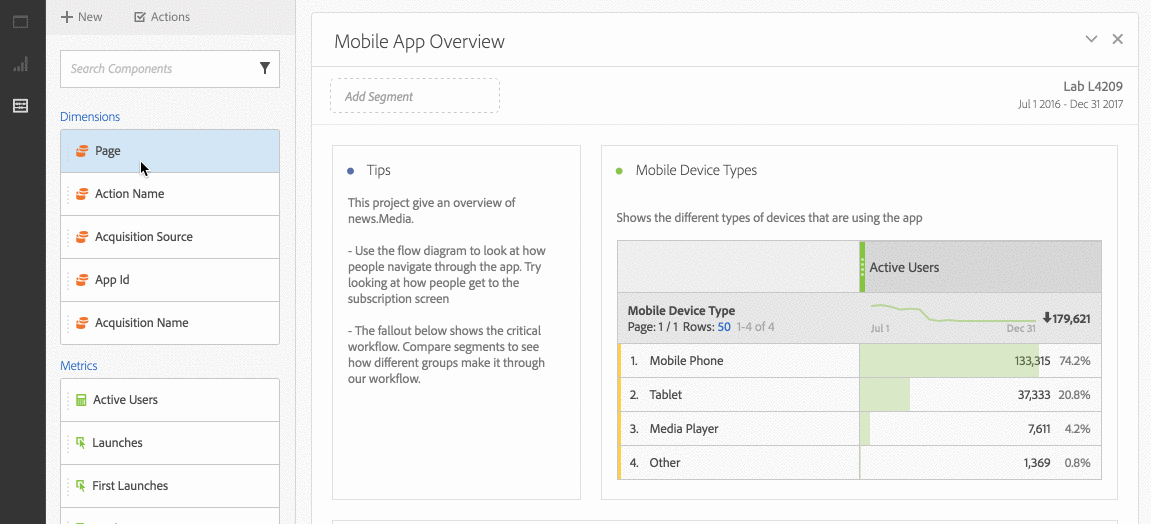 New
Actions
Search Components
Dimensions
Page
Action Name
Acquisition Source
App Id
Acquisition Name
Metrics
Active Users
Launches
First Launches
Mobile App Overview
Add Segment
Lab L4209
Jul 1 2016 - Dec 31 2017
Tips
This project give an overview of
news.Media.
- Use the flow diagram to look at how
people navigate through the app. Try
looking at how people get to the
subscription screen
- The fallout below shows the critical
workflow. Compare segments to see
how different groups make it through
our workflow.
Mobile Device Types
Shows the different types of devices that are using the app
Active Users
Mobile Device Type
Page: 1 / 1 Rows: 50 1-4 of 4
Jul 1
Dec 31
179,621
1. Mobile Phone 133,315 74.2%
2. Tablet 37,333 20.8%
3. Media Player 7,611 4.2%
4. Other 1,369 0.8%